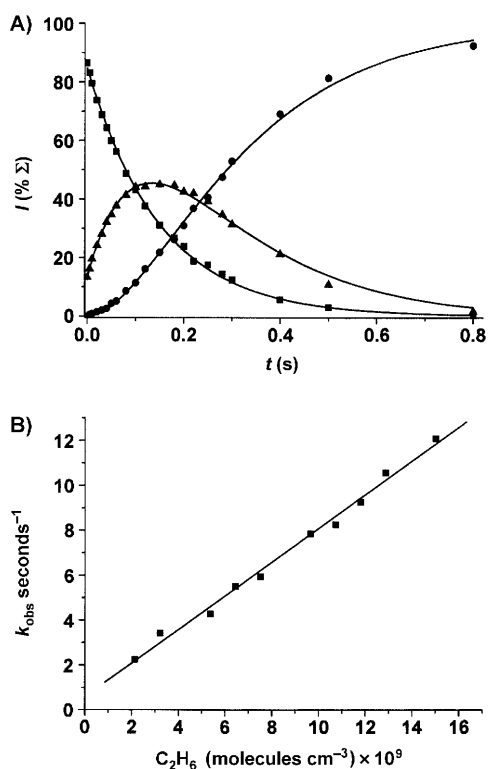 A)
I (% Σ)
100
80
60
40
20
0
0.0 0.2 0.4 0.6 0.8
t (s)
B)
k_obs seconds⁻¹
12
10
8
6
4
2
0
0 2 4 6 8 10 12 14 16
C₂H₆ (molecules cm⁻³) × 10⁹